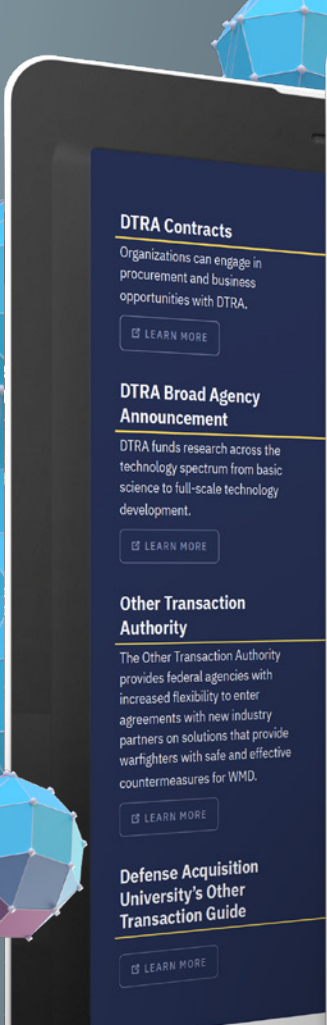 DTRA Contracts
Organizations can engage in
procurement and business
opportunities with DTRA.
LEARN MORE
DTRA Broad Agency
Announcement
DTRA funds research across the
technology spectrum from basic
science to full-scale technology
development.
LEARN MORE
Other Transaction
Authority
The Other Transaction Authority
provides federal agencies with
increased flexibility to enter
agreements with new industry
partners on solutions that provide
warfighters with safe and effective
countermeasures for WMD.
LEARN MORE
Defense Acquisition
University's Other
Transaction Guide
LEARN MORE